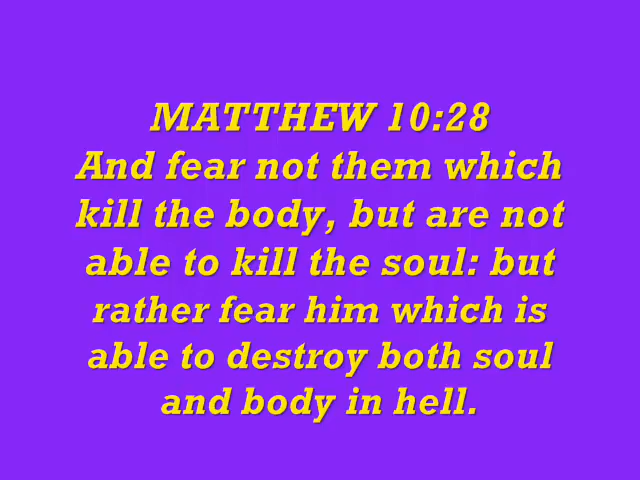 MATTHEW 10:28
And fear not them which
kill the body, but are not
able to kill the soul: but
rather fear him which is
able to destroy both soul
and body in hell.